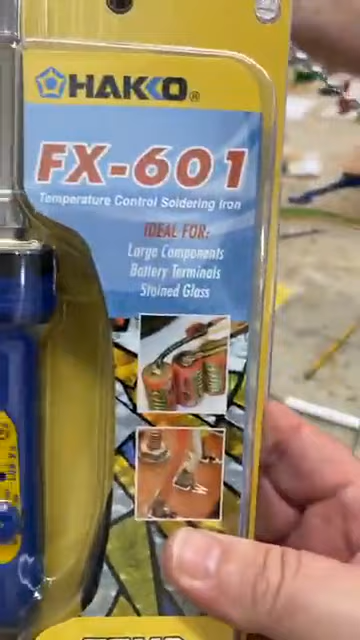 HAKKO®
FX-601
Temperature Control Soldering Iron
IDEAL FOR:
Large Components
Battery Terminals
Stained Glass